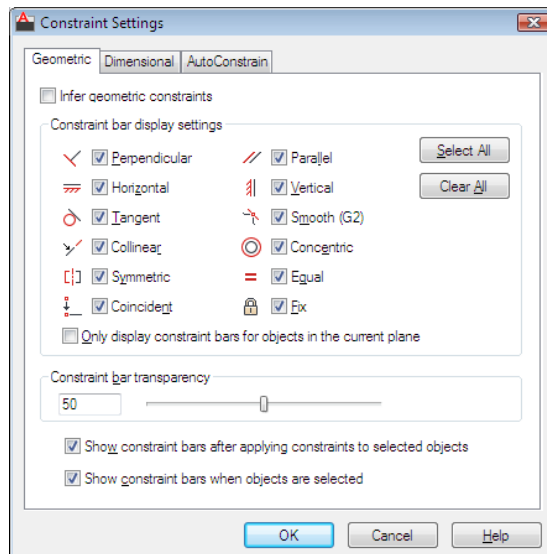 Constraint Settings
Geometric Dimensional AutoConstrain
Infer geometric constraints
Constraint bar display settings
Perpendicular Parallel Select All
Horizontal Vertical Clear All
Tangent Smooth (G2)
Collinear Concentric
Symmetric Equal
Coincident Fix
Only display constraint bars for objects in the current plane
Constraint bar transparency
50
Show constraint bars after applying constraints to selected objects
Show constraint bars when objects are selected
OK Cancel Help